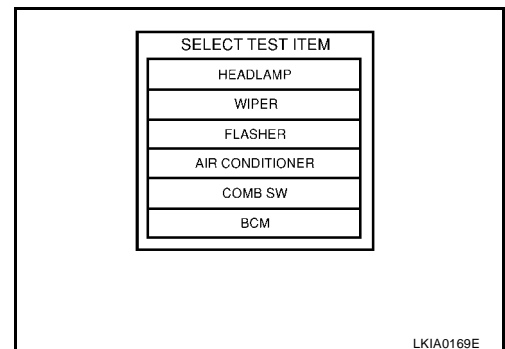 SELECT TEST ITEM
HEADLAMP
WIPER
FLASHER
AIR CONDITIONER
COMB SW
BCM
LKIA0169E